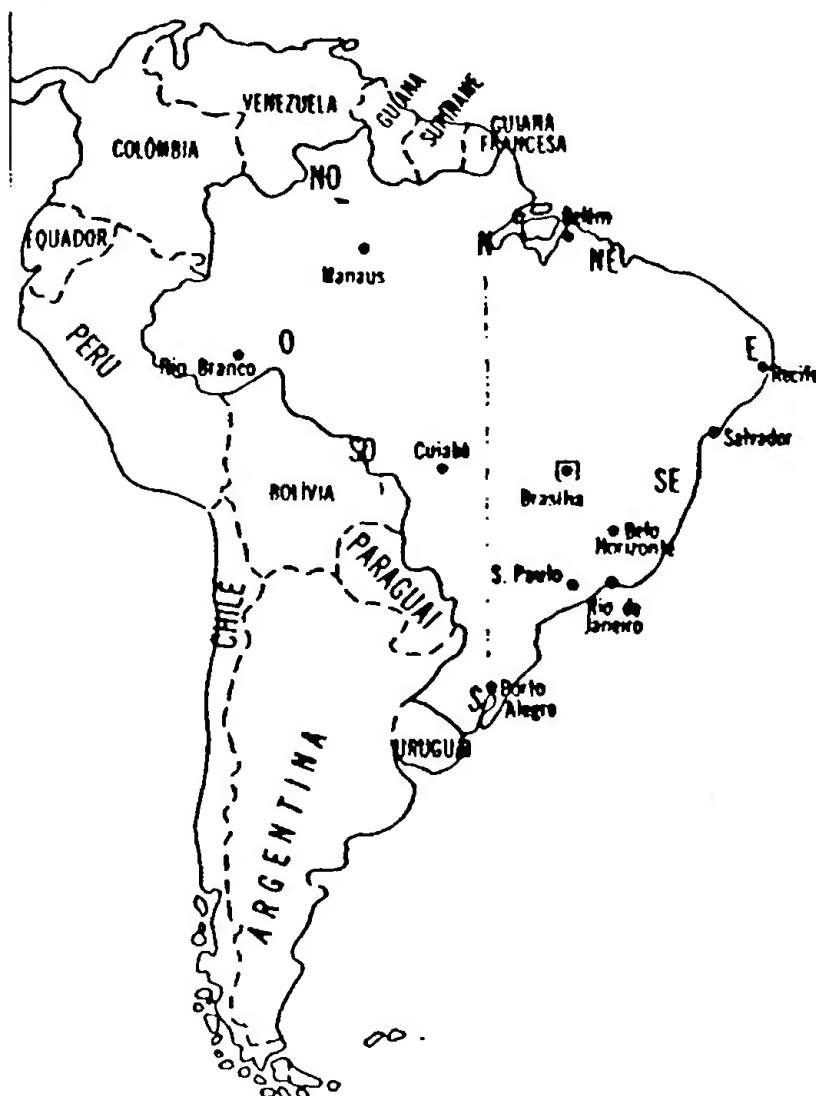 VENEZUELA
GUIANA
SURINAME
GUIANA
FRANCESA
COLÔMBIA
NO
EQUADOR
Manaus
N
Belém
NE
PERU
Rio Branco
O
E
Recife
SO
Cuiabá
Salvador
BOLÍVIA
Brasília
SE
Belo
Horizonte
PARAGUAI
S. Paulo
Rio de
Janeiro
CHILE
S
Porto
Alegre
URUGUAI
ARGENTINA